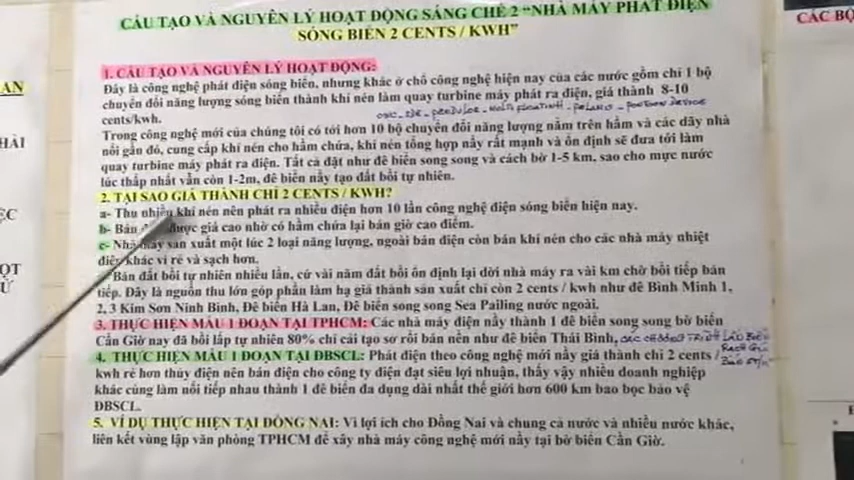 CẤU TẠO VÀ NGUYÊN LÝ HOẠT ĐỘNG SÁNG CHẾ 2 “NHÀ MÁY PHÁT ĐIỆN
SÓNG BIỂN 2 CENTS / KWH”
1. CẤU TẠO VÀ NGUYÊN LÝ HOẠT ĐỘNG:
Đây là công nghệ phát điện sóng biển, nhưng khác ở chỗ công nghệ hiện nay của các nước gồm chỉ 1 bộ
chuyển đổi năng lượng sóng biển thành khí nén làm quay turbine máy phát ra điện, giá thành 8-10
cents/kwh.
Trong công nghệ mới của chúng tôi có tới hơn 10 bộ chuyển đổi năng lượng nằm trên hầm và các dãy nhà
nổi gần đó, cung cấp khí nén cho hầm chứa, khí nén tổng hợp nầy rất mạnh và ổn định sẽ đưa tới làm
quay turbine máy phát ra điện. Tất cả đặt như đê biển song song và cách bờ 1-5 km, sao cho mực nước
lúc thấp nhất vẫn còn 1-2m, đê biển nầy tạo đất bồi tự nhiên.
2. TẠI SAO GIÁ THÀNH CHỈ 2 CENTS / KWH?
a- Thu nhiều khí nén nên phát ra nhiều điện hơn 10 lần công nghệ điện sóng biển hiện nay.
b- Bán được giá cao nhờ có hầm chứa lại bán giờ cao điểm.
c- Nhà máy sản xuất một lúc 2 loại năng lượng, ngoài bán điện còn bán khí nén cho các nhà máy nhiệt
điện khác vì rẻ và sạch hơn.
Bán đất bồi tự nhiên nhiều lần, cứ vài năm đất bồi ổn định lại dời nhà máy ra vài km chờ bồi tiếp bán
tiếp. Đây là nguồn thu lớn góp phần làm hạ giá thành sản xuất chỉ còn 2 cents / kwh như đê Bình Minh 1,
2, 3 Kim Sơn Ninh Bình, Đê biển Hà Lan, Đê biển song song Sea Pailing nước ngoài.
3. THỰC HIỆN MẪU 1 ĐOẠN TẠI TPHCM: Các nhà máy điện nầy thành 1 đê biển song song bờ biển
Cần Giờ nay đã bồi lấp tự nhiên 80% chỉ cải tạo sơ rồi bán nền như đê biển Thái Bình,
4. THỰC HIỆN MẪU 1 ĐOẠN TẠI ĐBSCL: Phát điện theo công nghệ mới nầy giá thành chỉ 2 cents /
kwh rẻ hơn thủy điện nên bán điện cho công ty điện đạt siêu lợi nhuận, thấy vậy nhiều doanh nghiệp
khác cùng làm nối tiếp nhau thành 1 đê biển đa dụng dài nhất thế giới hơn 600 km bao bọc bảo vệ
ĐBSCL.
5. VÍ DỤ THỰC HIỆN TẠI ĐỒNG NAI: Vì lợi ích cho Đồng Nai và chung cả nước và nhiều nước khác,
liên kết vùng lập văn phòng TPHCM để xây nhà máy công nghệ mới nầy tại bờ biển Cần Giờ.
CÁC BỘ